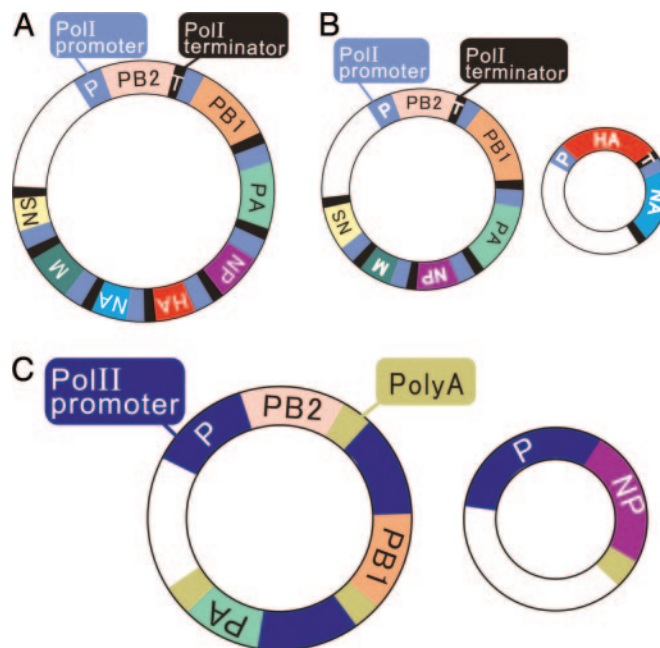 A
PolI
promoter
PolI
terminator
P
PB2
T
PB1
PA
NP
HA
NA
M
NS
B
PolI
promoter
PolI
terminator
P
PB2
T
PB1
PA
NP
M
NS
P
HA
T
NA
C
PolII
promoter
PolyA
P
PB2
PB1
PA
P
NP